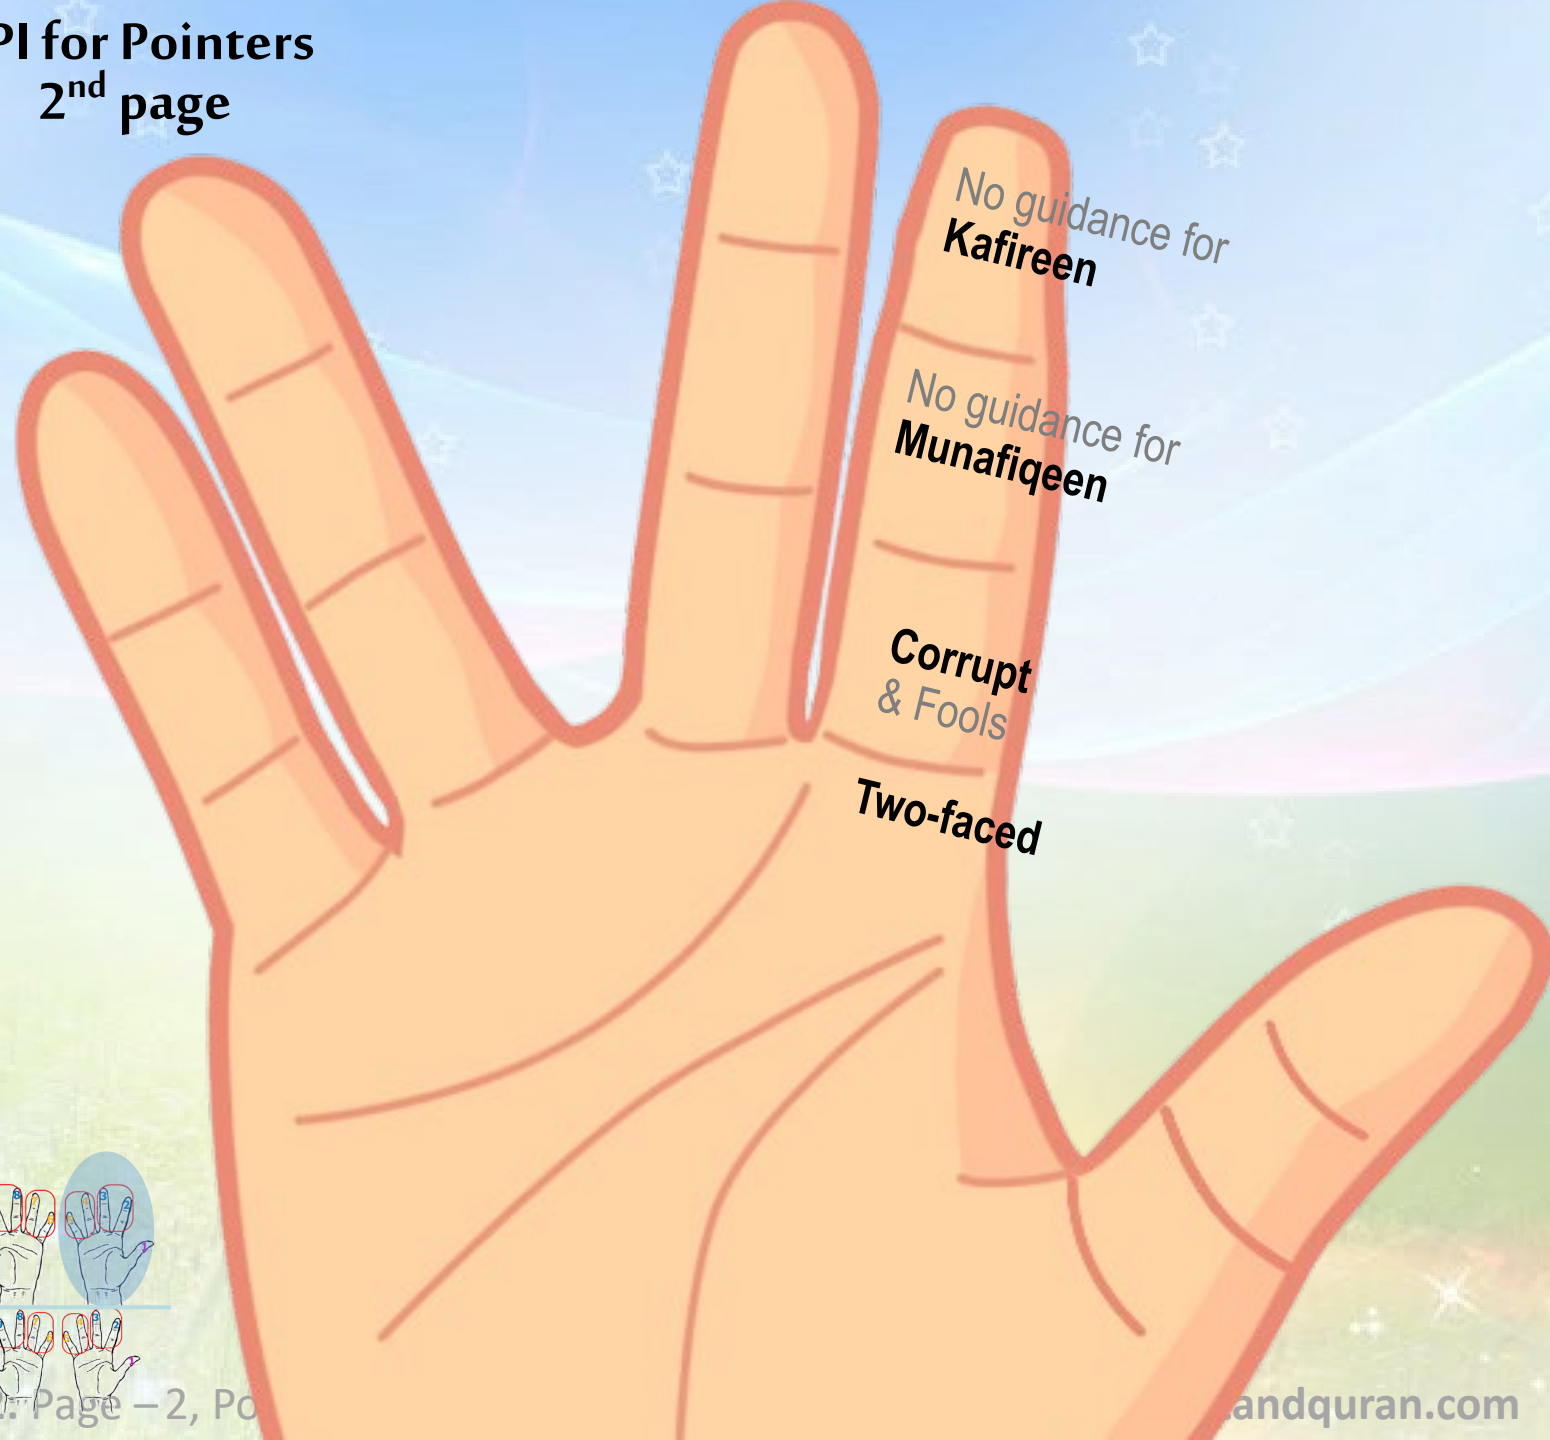 PI for Pointers
2nd page
No guidance for
Kafireen
No guidance for
Munafiqeen
Corrupt
& Fools
Two-faced
Page – 2, Po
andquran.com